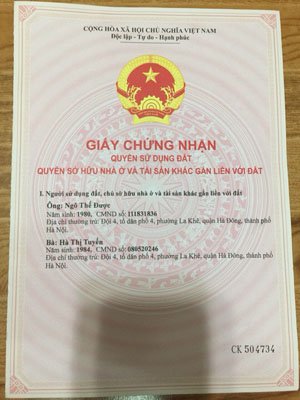 CỘNG HÒA XÃ HỘI CHỦ NGHĨA VIỆT NAM
Độc lập - Tự do - Hạnh phúc
GIẤY CHỨNG NHẬN
QUYỀN SỬ DỤNG ĐẤT
QUYỀN SỞ HỮU NHÀ Ở VÀ TÀI SẢN KHÁC GẮN LIỀN VỚI ĐẤT
I. Người sử dụng đất, chủ sở hữu nhà ở và tài sản khác gắn liền với đất
Ông: Ngô Thế Được
Năm sinh: 1980, CMND số: 111831836
Địa chỉ thường trú: Đội 4, tổ dân phố 4, phường La Khê, quận Hà Đông, thành phố
Hà Nội.
Bà: Hà Thị Tuyến
Năm sinh: 1984, CMND số: 080520246
Địa chỉ thường trú: Đội 4, tổ dân phố 4, phường La Khê, quận Hà Đông, thành phố
Hà Nội.
CK 504734